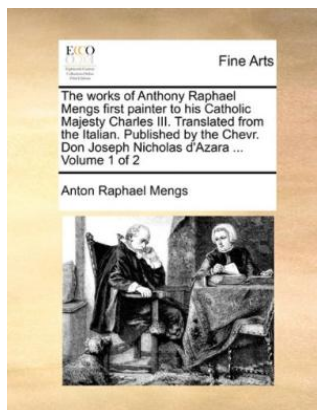 ECCO
Fine Arts
The works of Anthony Raphael
Mengs first painter to his Catholic
Majesty Charles III. Translated from
the Italian. Published by the Chevr.
Don Joseph Nicholas d'Azara ...
Volume 1 of 2
Anton Raphael Mengs